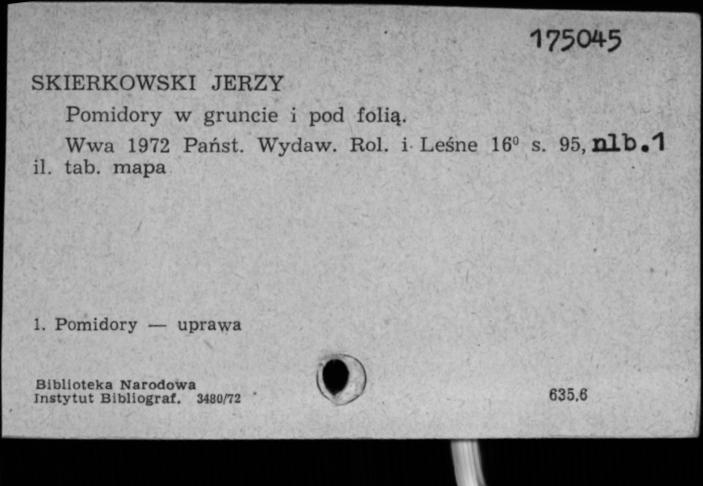 175045
SKIERKOWSKI JERZY
Pomidory w gruncie i pod folią.
Wwa 1972 Państ. Wydaw. Rol. i Leśne 16⁰ s. 95, nlb.1
il. tab. mapa
1. Pomidory — uprawa
Biblioteka Narodowa
Instytut Bibliograf. 3480/72
635.6